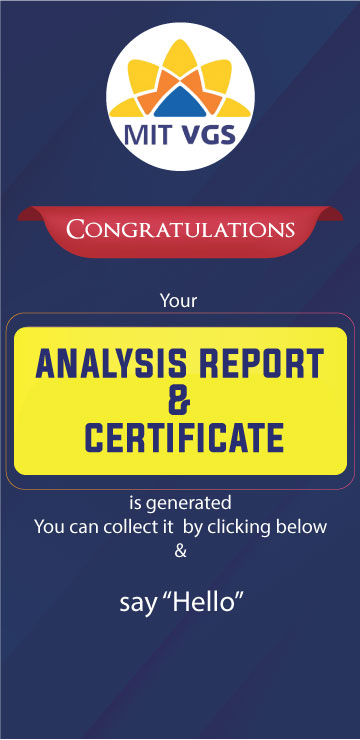 MIT VGS
CONGRATULATIONS
Your
ANALYSIS REPORT
&
CERTIFICATE
is generated
You can collect it by clicking below
&
say “Hello”